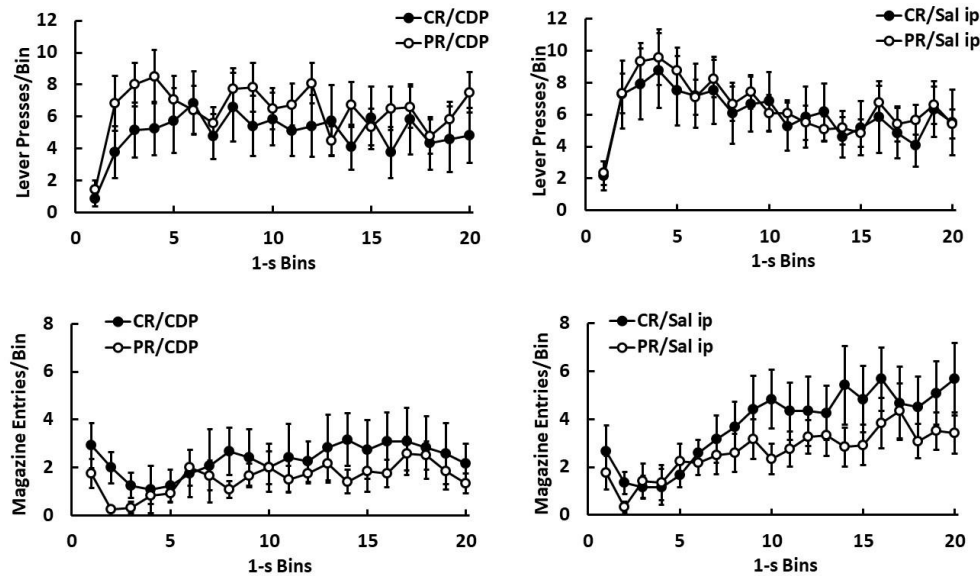 12
10
8
6
4
2
0
Lever Presses/Bin
CR/CDP
PR/CDP
0 5 10 15 20
1-s Bins
12
10
8
6
4
2
0
Lever Presses/Bin
CR/Sal ip
PR/Sal ip
0 5 10 15 20
1-s Bins
8
6
4
2
0
Magazine Entries/Bin
CR/CDP
PR/CDP
0 5 10 15 20
1-s Bins
8
6
4
2
0
Magazine Entries/Bin
CR/Sal ip
PR/Sal ip
0 5 10 15 20
1-s Bins